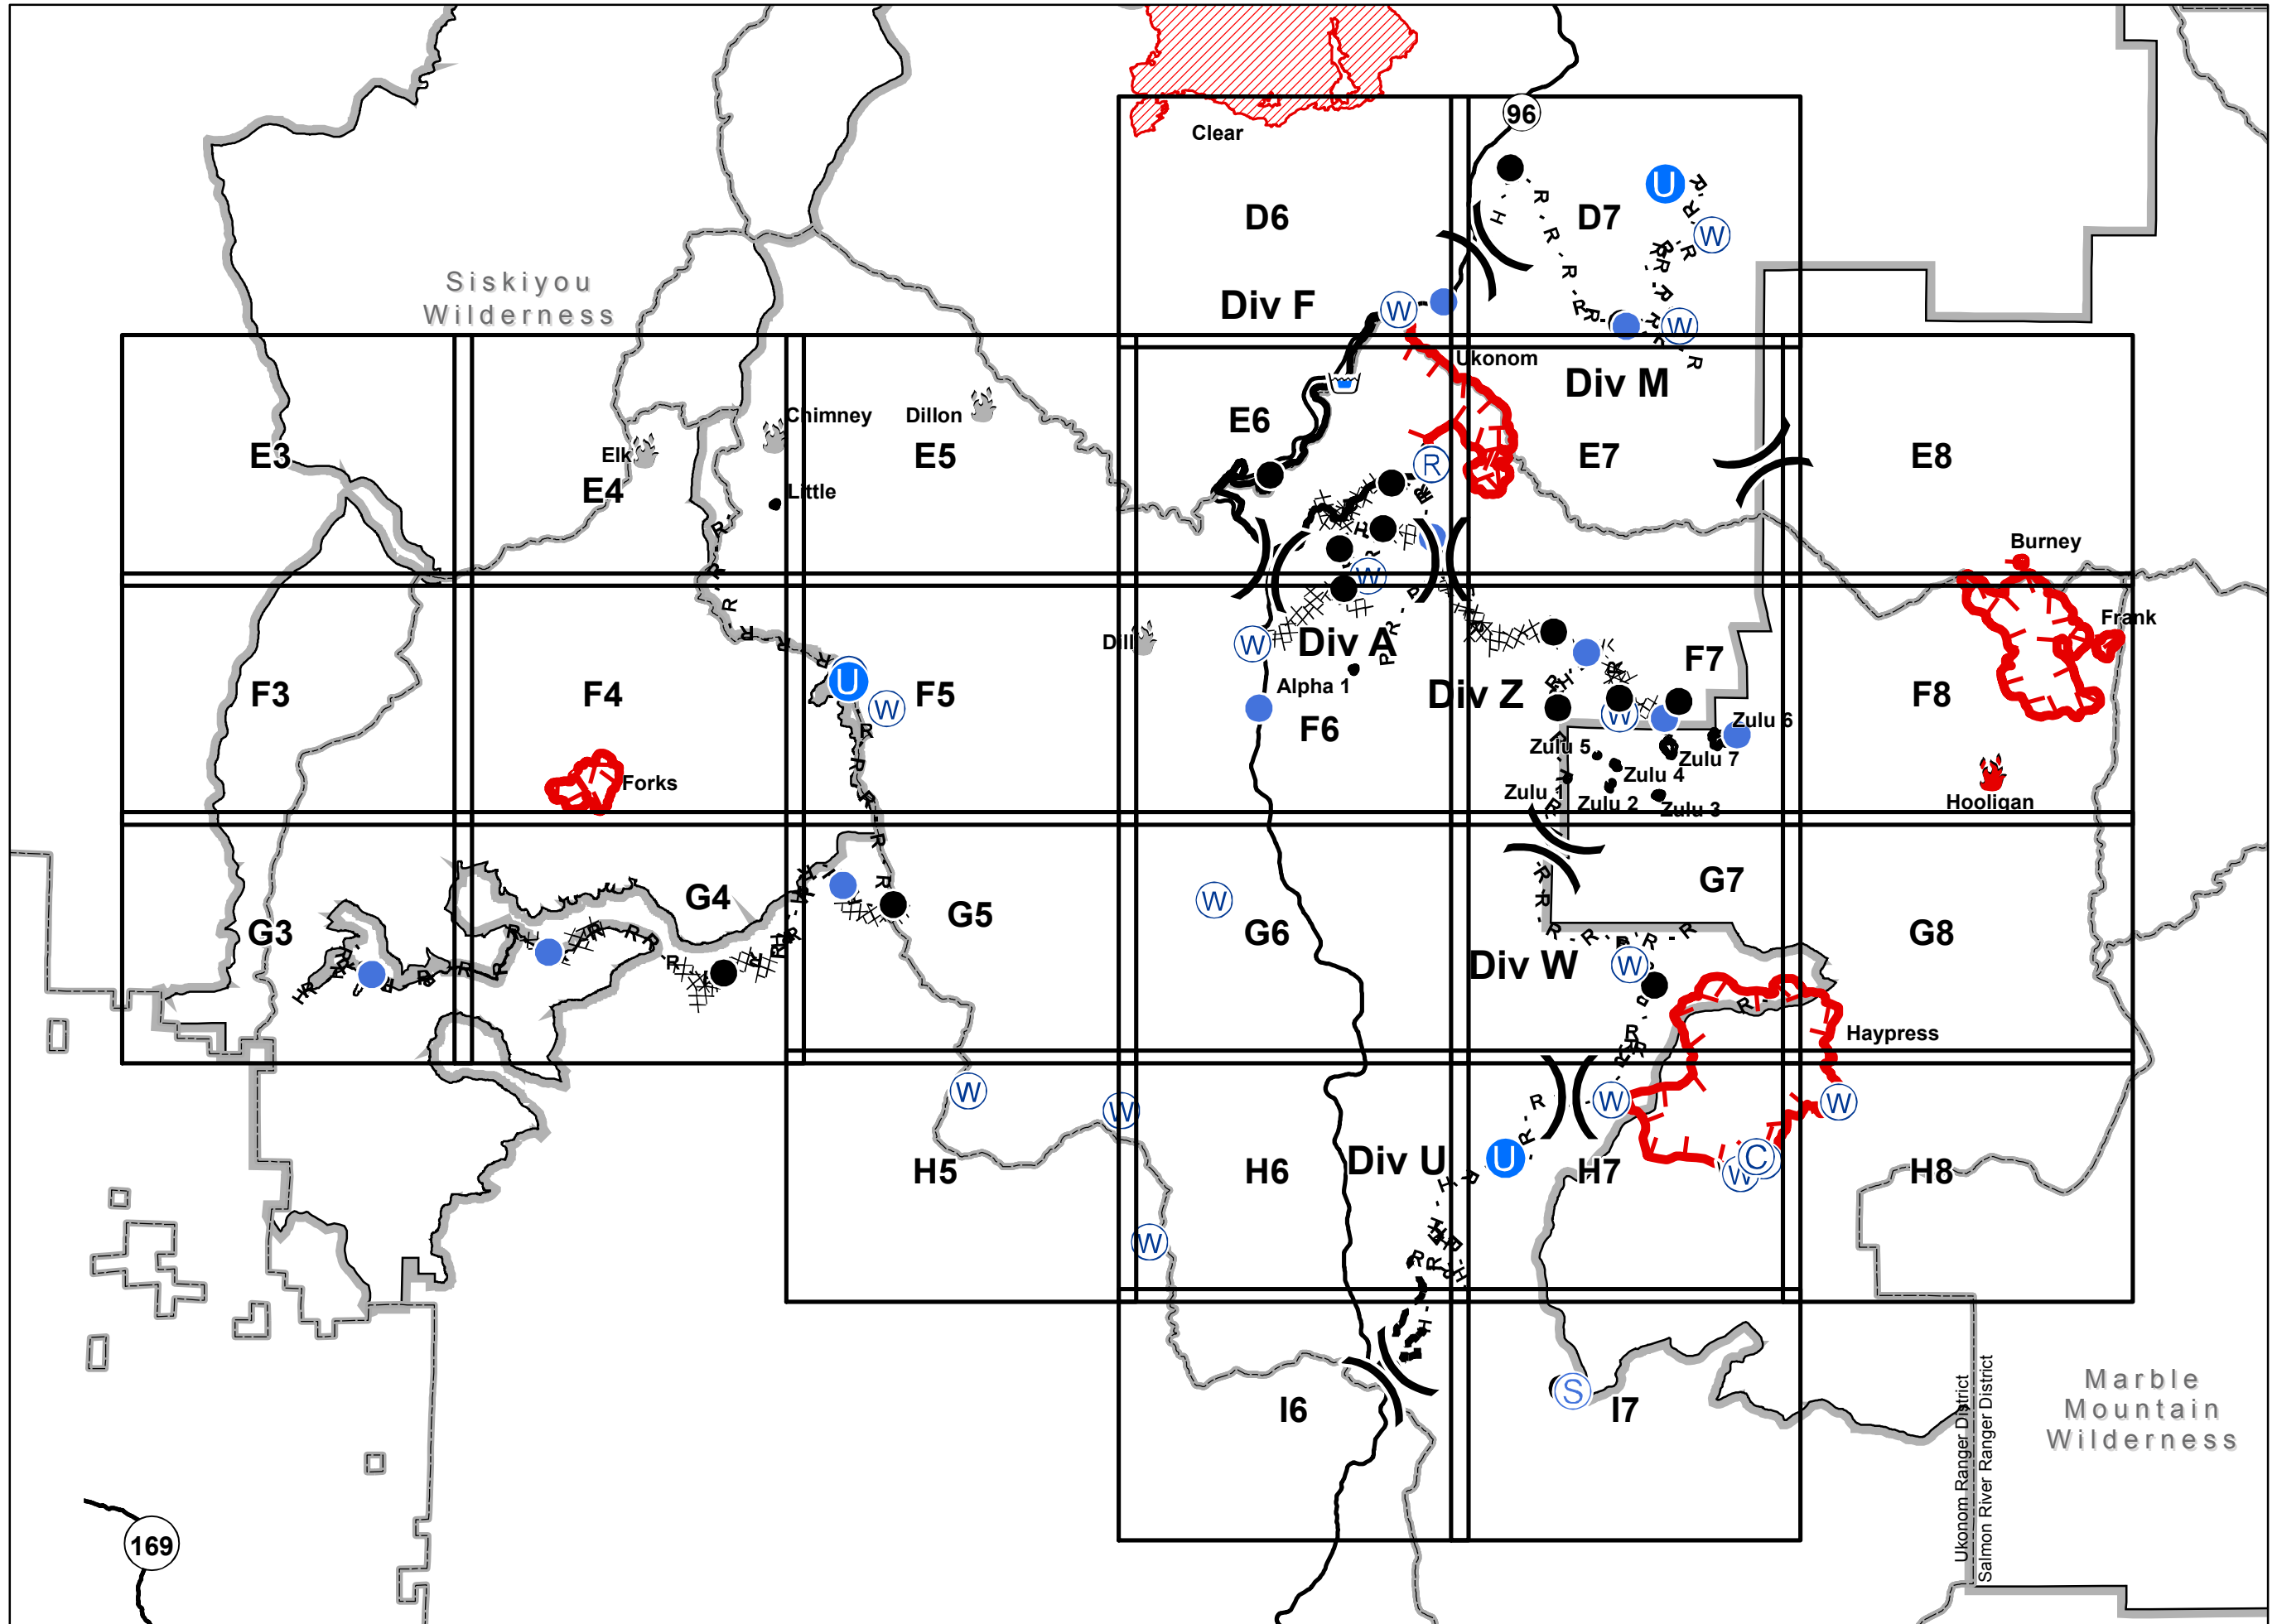 96
Clear
D6
D7
U
W
Siskiyou
Wilderness
Div F
W
W
Ukonom
Div M
Chimney
Dillon
E6
Elk
E3
E5
E7
E8
R
E4
Little
Burney
W
Frank
Dill
W
Div A
F7
U
Alpha 1
F3
F4
W
F5
Div Z
F8
F6
W
Zulu 6
Zulu 5
Zulu 7
Zulu 4
Forks
Zulu 1
Zulu 2
Zulu 3
Hooligan
G7
G4
W
G5
G3
G6
G8
Div W
W
Haypress
W
W
W
W
U
Div U
C
H5
H6
H7
W
H8
W
S
I6
I7
Marble
Mountain
Wilderness
Ukonom Ranger District
Salmon River Ranger District
169